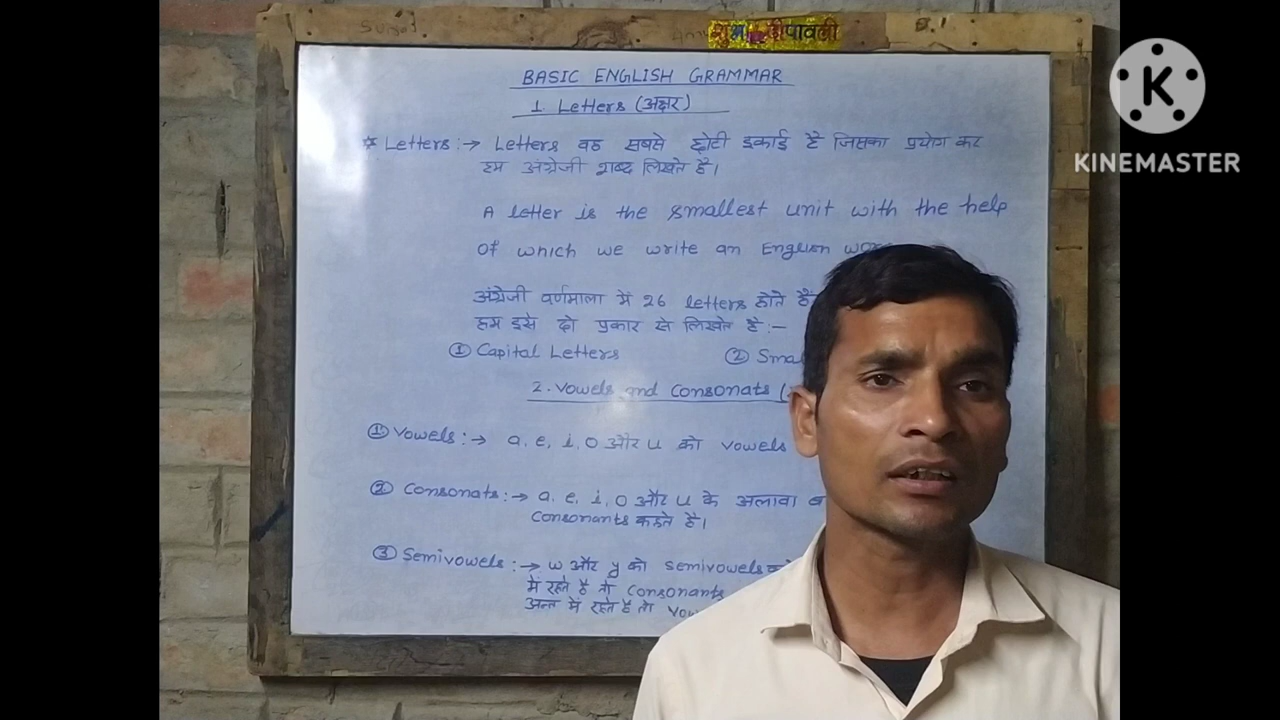 शुभ दीपावली
BASIC ENGLISH GRAMMAR
1. Letters (अक्षर)
* Letters :→ Letters वह सबसे छोटी इकाई है जिसका प्रयोग कर
हम अंग्रेजी शब्द लिखते है।
A letter is the smallest unit with the help
of which we write an English
अंग्रेजी वर्णमाला में 26 letters होते हैं
हम इसे दो प्रकार से लिखते है :-
① Capital Letters ②
2. Vowels and Consonats (
① Vowels :→ a, e, i, o और u को vowels
② Consonats :→ a, e, i, o और u के अलावा
Consonants कहते है।
③ Semivowels :→ w और y को semivowels
में रहते है तो Consonants
अन्त में रहते है तो
K
KINEMASTER